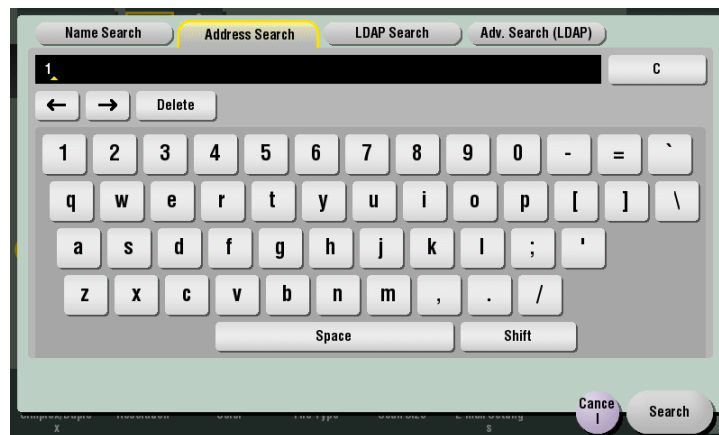 Name Search
Address Search
LDAP Search
Adv. Search (LDAP)
1
C
← → Delete
1 2 3 4 5 6 7 8 9 0 - = `
q w e r t y u i o p [ ] \
a s d f g h j k l ; '
z x c v b n m , . /
Space Shift
Cance
l
Search
x
s